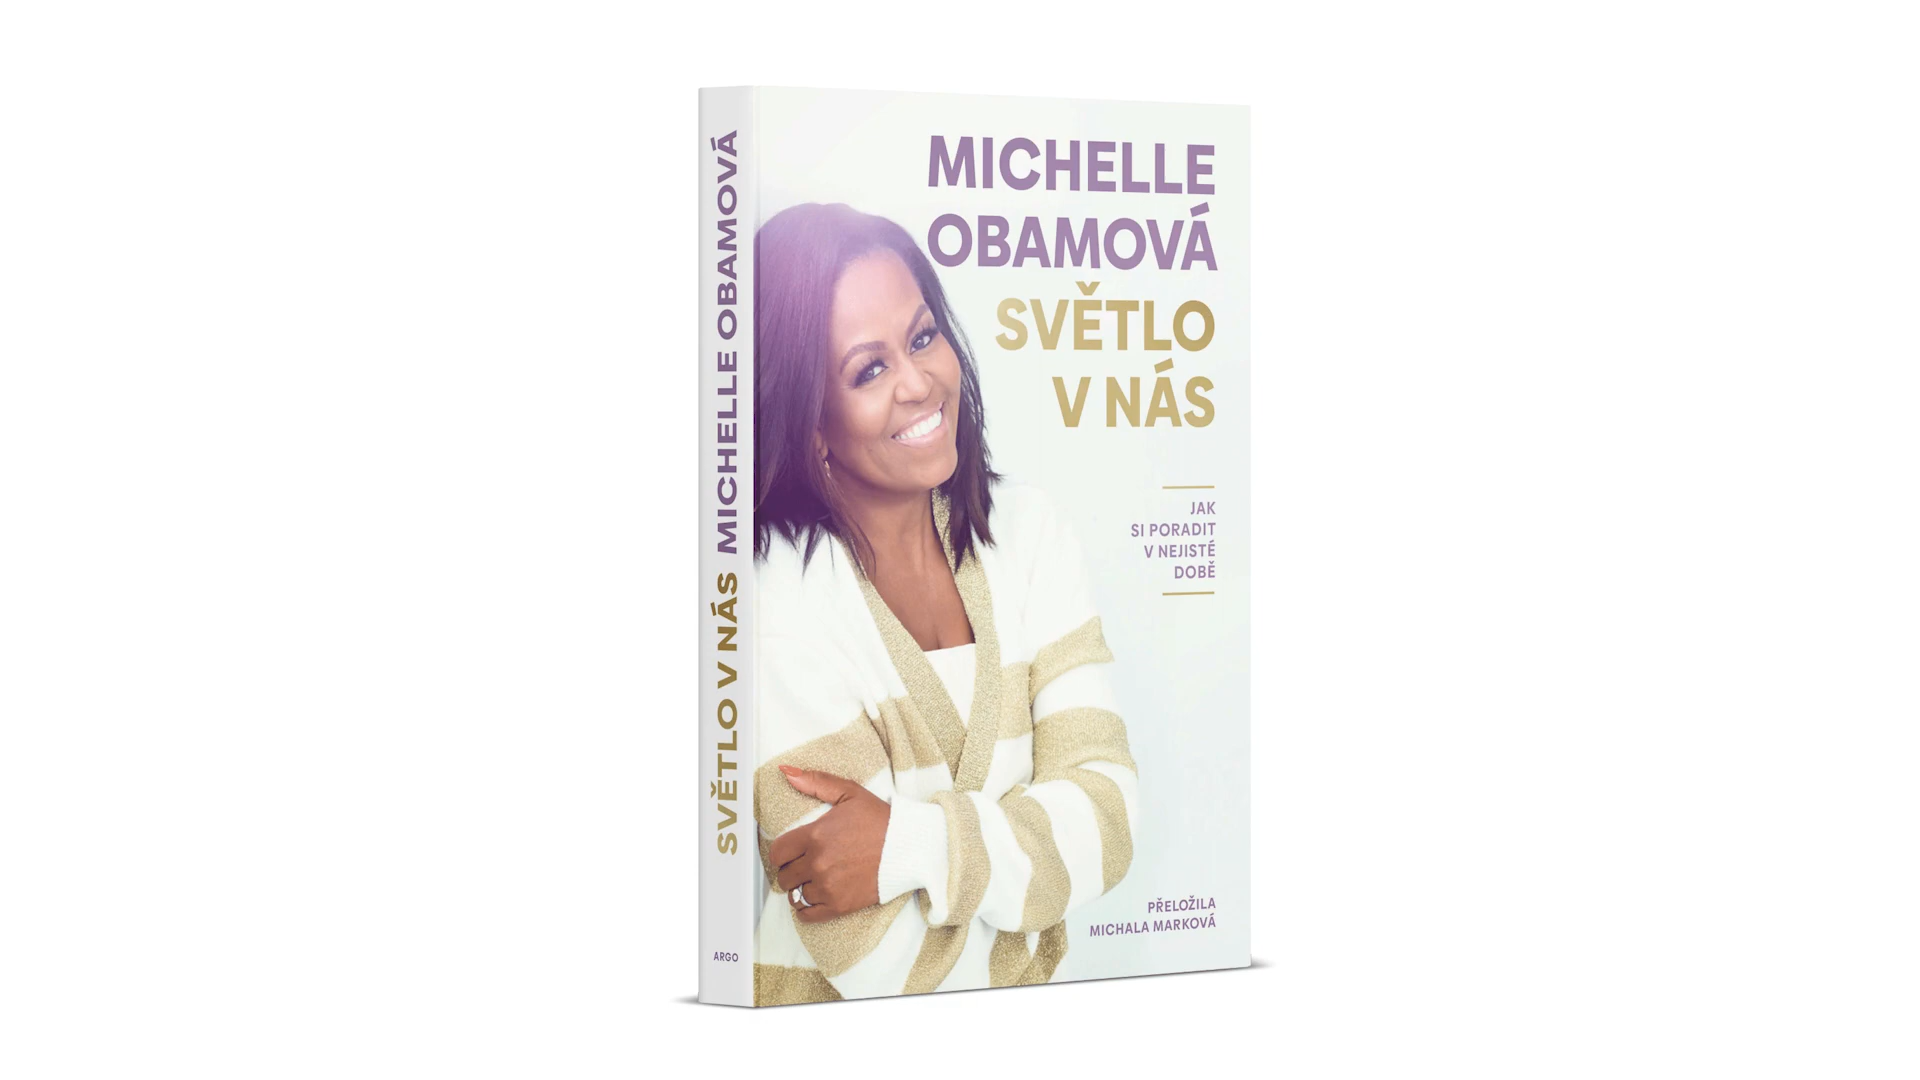 MICHELLE
OBAMOVÁ
SVĚTLO
V NÁS
JAK
SI PORADIT
V NEJISTÉ
DOBĚ
PŘELOŽILA
MICHALA MARKOVÁ
SVĚTLO V NÁS MICHELLE OBAMOVÁ
ARGO